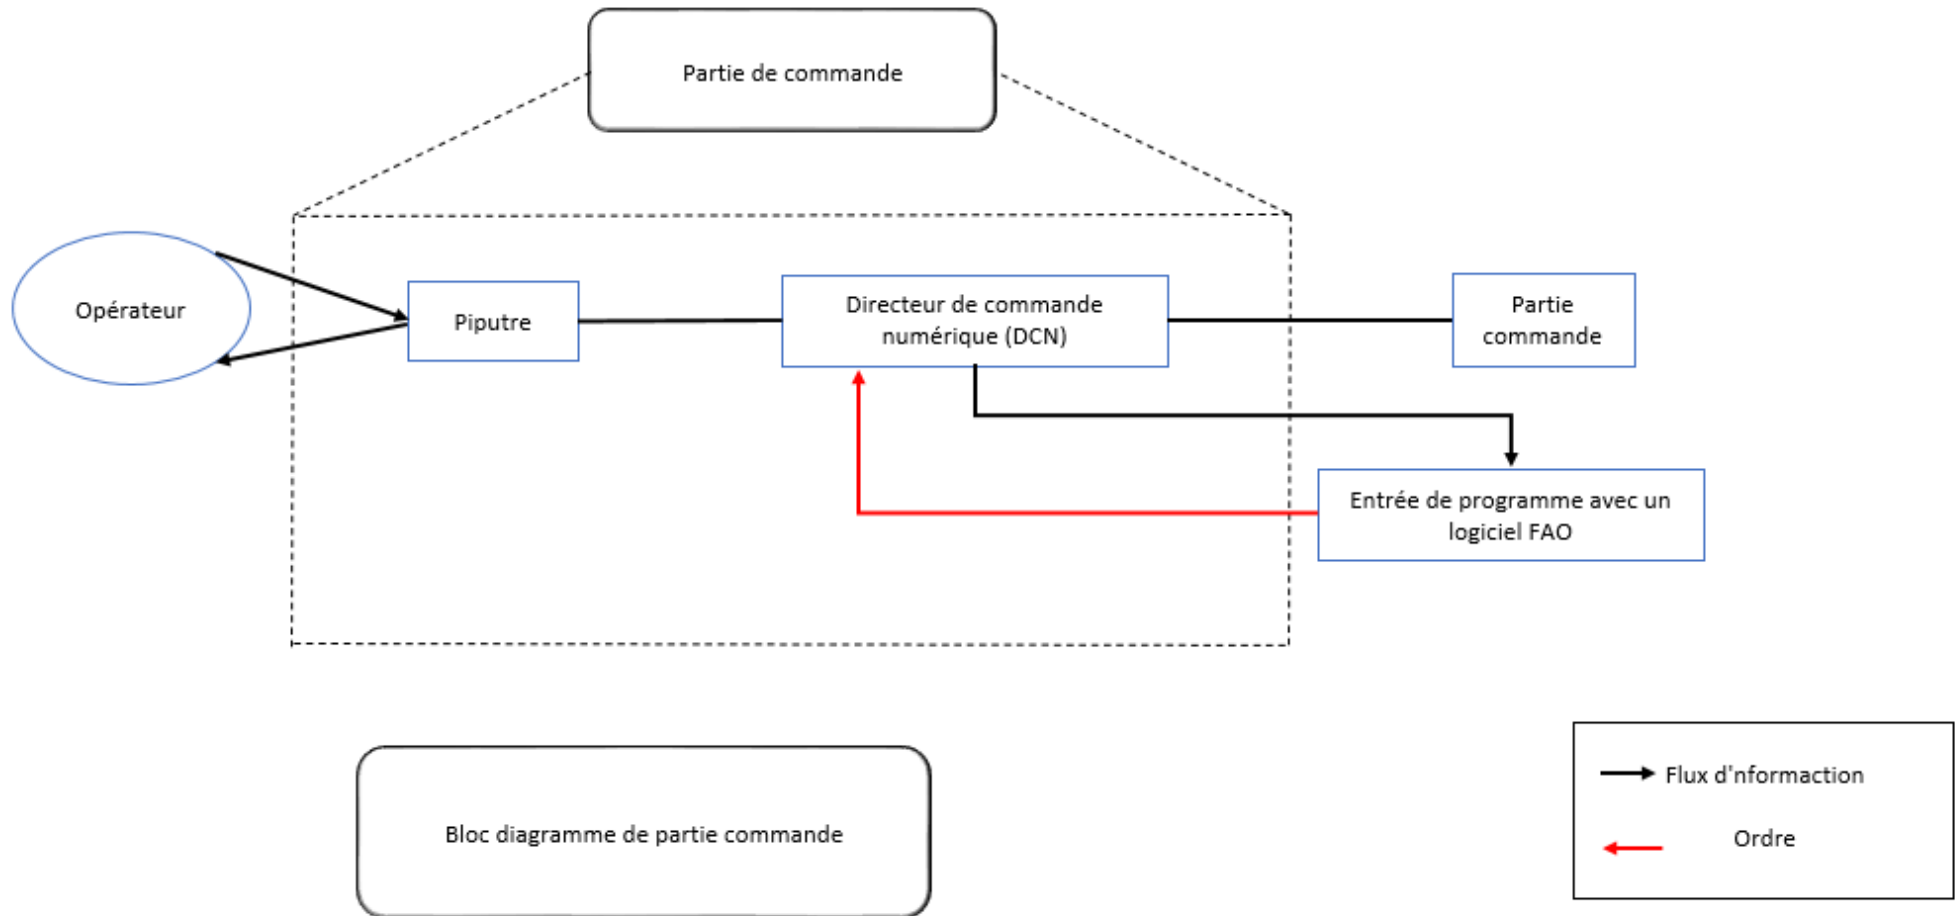 Partie de commande
Opérateur
Piputre
Directeur de commande
numérique (DCN)
Partie
commande
Entrée de programme avec un
logiciel FAO
Bloc diagramme de partie commande
Flux d'nformaction
Ordre